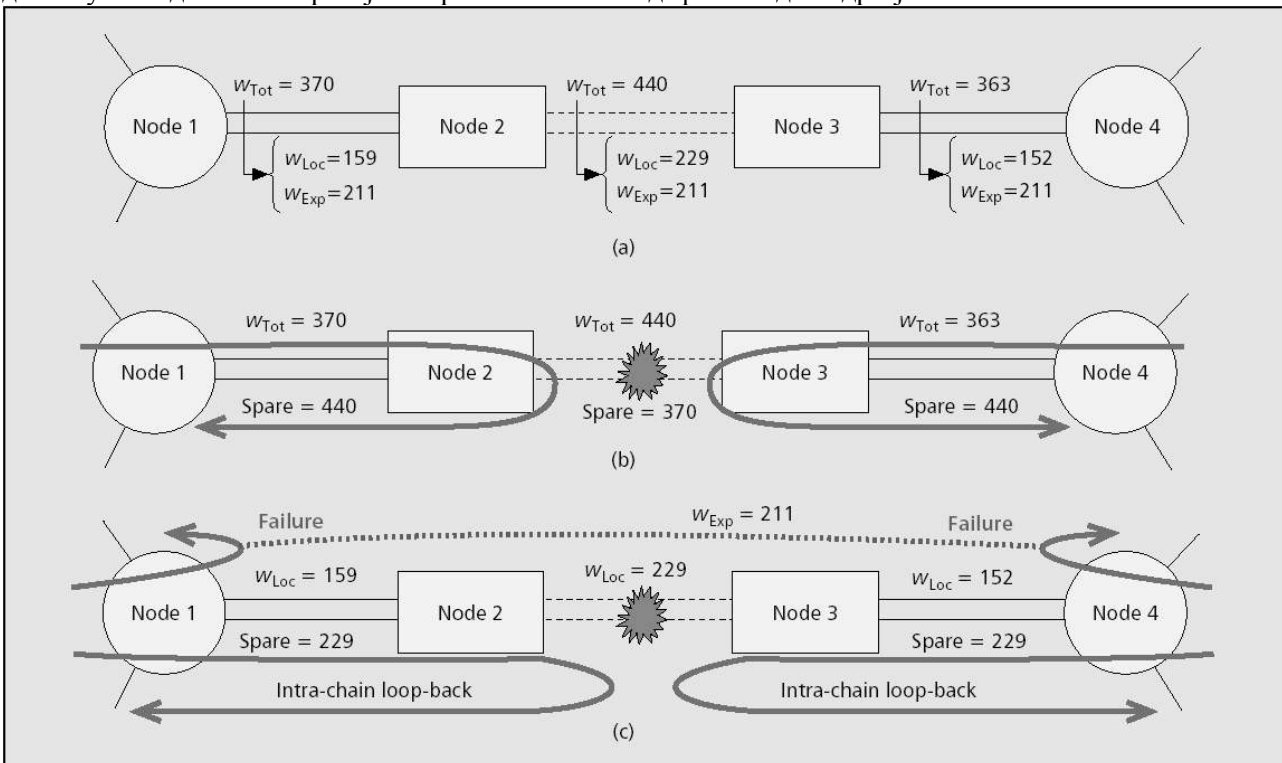 w_Tot = 370 w_Tot = 440 w_Tot = 363
Node 1 Node 2 Node 3 Node 4
w_Loc=159 w_Loc=229 w_Loc=152
w_Exp=211 w_Exp=211 w_Exp=211
(a)
w_Tot = 370 w_Tot = 440 w_Tot = 363
Node 1 Node 2 Node 3 Node 4
Spare = 440 Spare = 370 Spare = 440
(b)
Failure w_Exp = 211 Failure
w_Loc = 159 w_Loc = 229 w_Loc = 152
Node 1 Node 2 Node 3 Node 4
Spare = 229 Spare = 229
Intra-chain loop-back Intra-chain loop-back
(c)